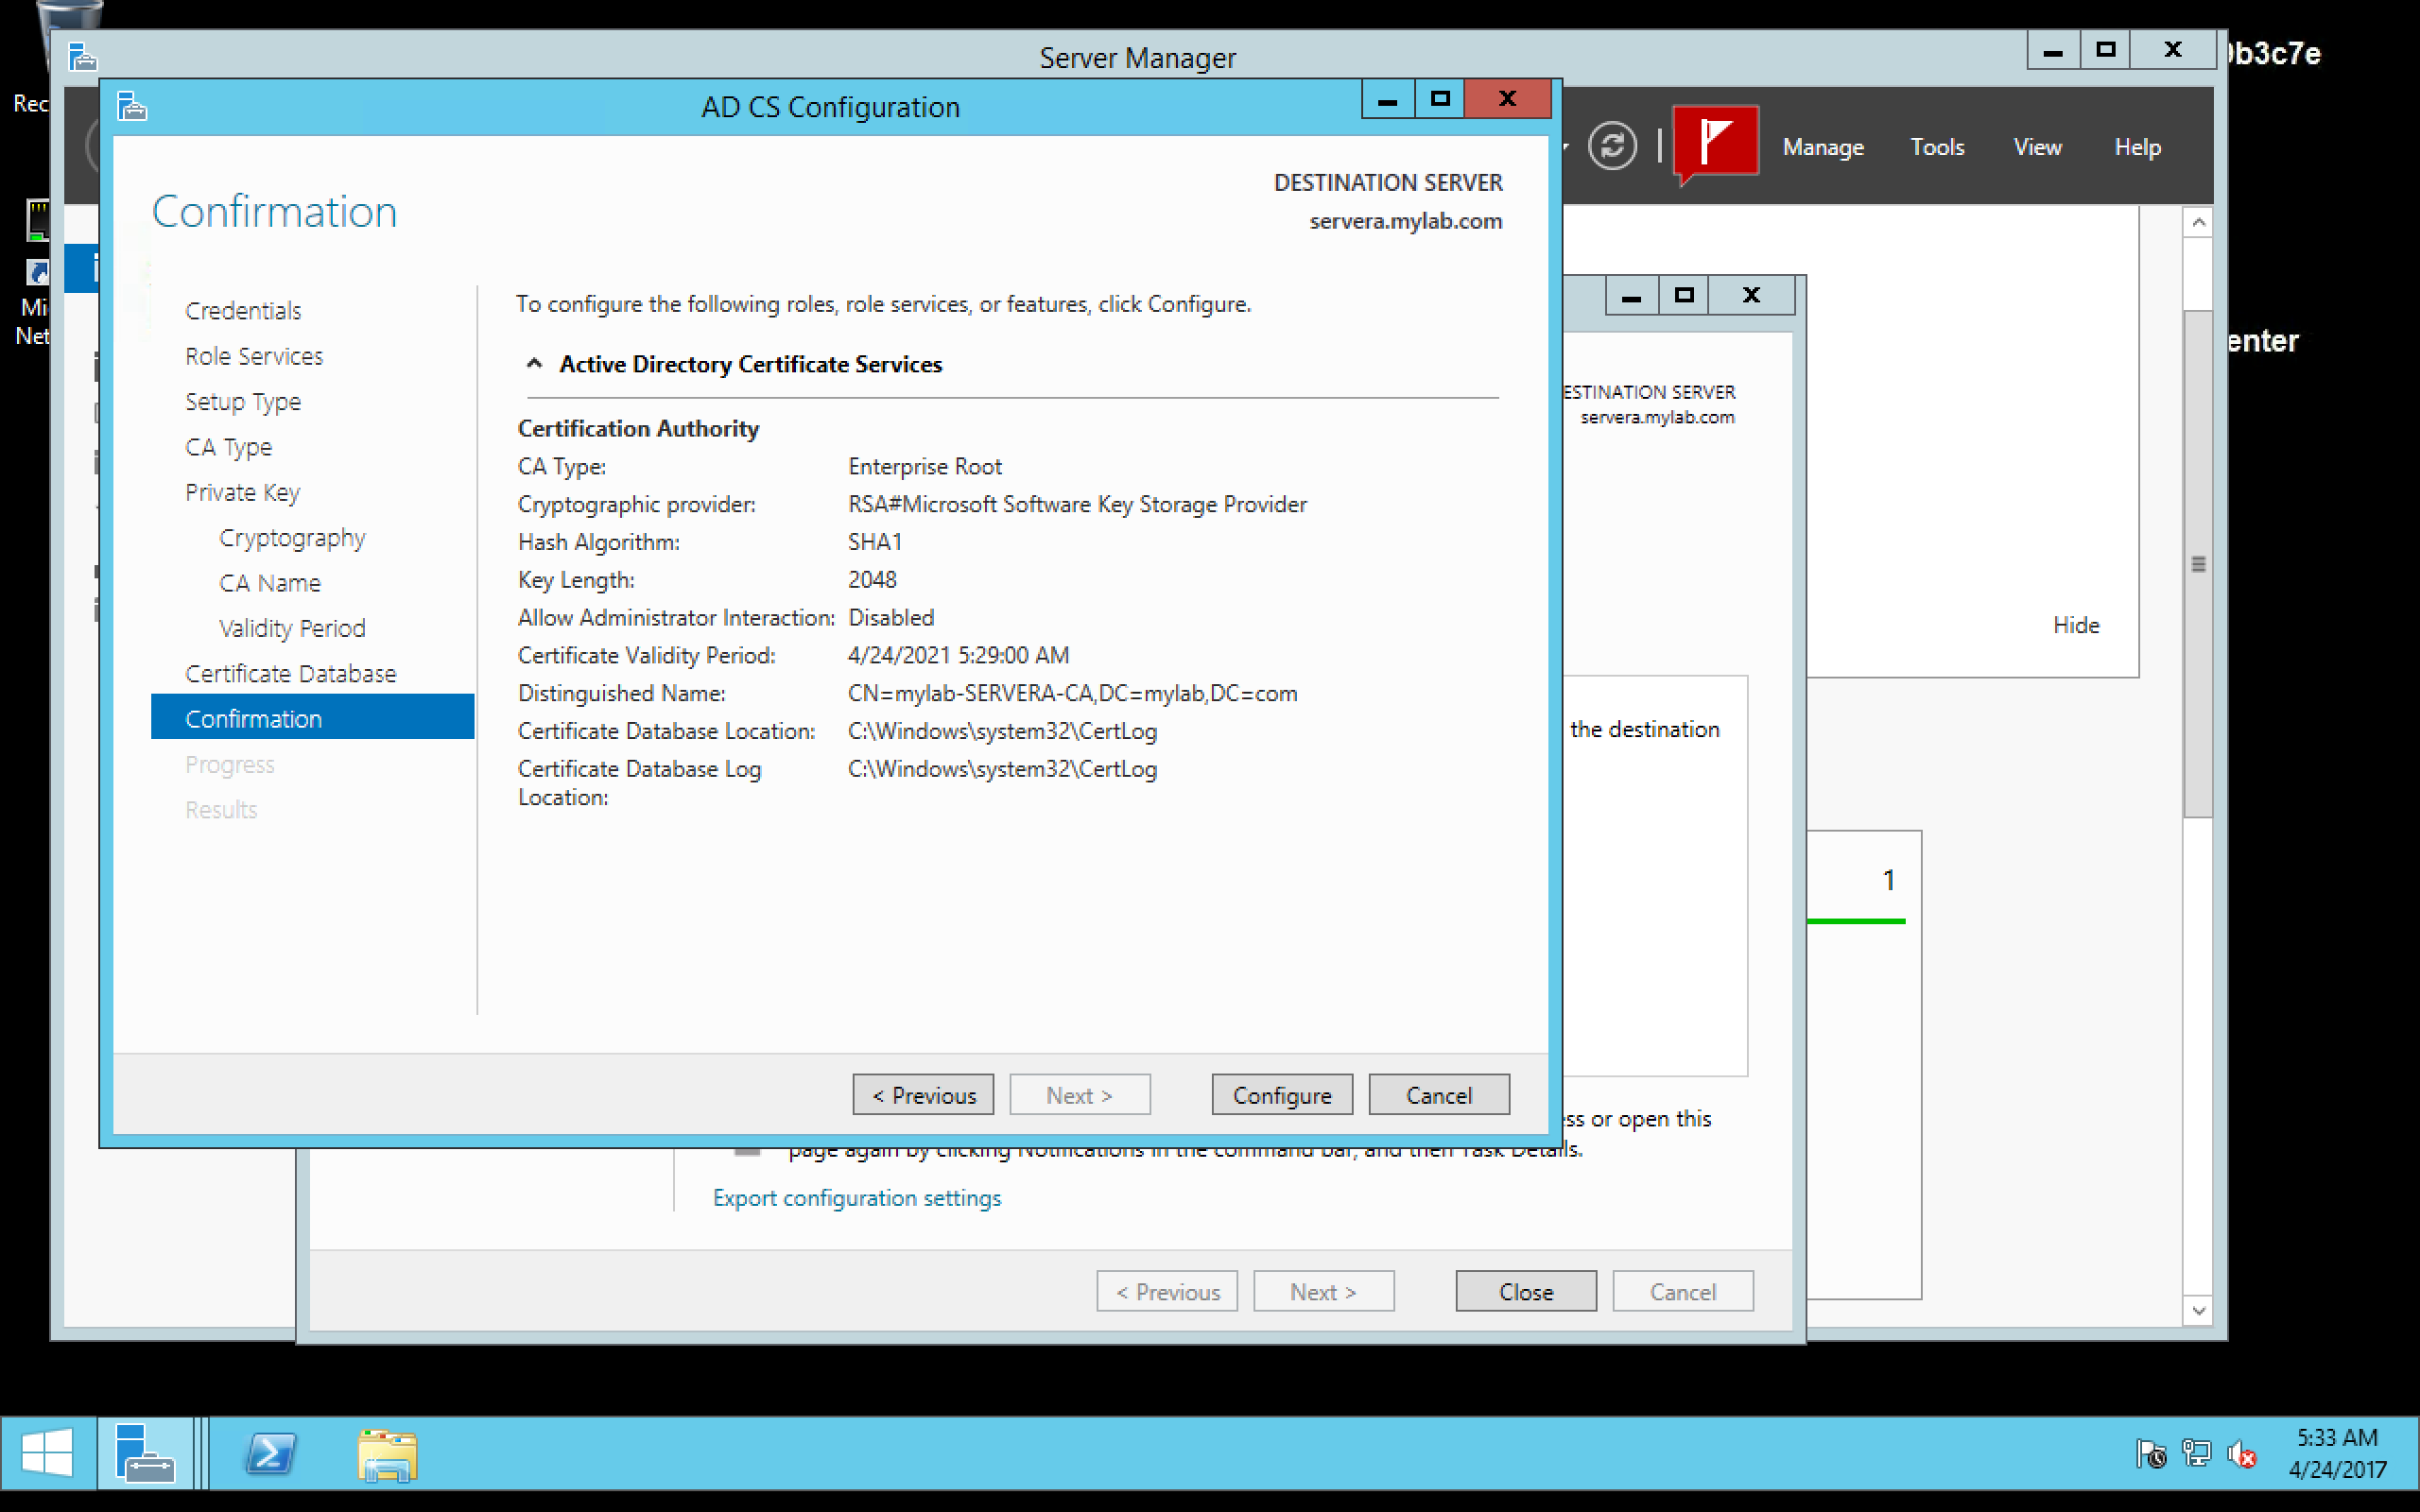 Server Manager
9b3c7e
Rec
AD CS Configuration
Manage
Tools
View
Help
Confirmation
DESTINATION SERVER
servera.mylab.com
Mi
Net
enter
Credentials
Role Services
Setup Type
CA Type
Private Key
Cryptography
CA Name
Validity Period
Certificate Database
Confirmation
Progress
Results
To configure the following roles, role services, or features, click Configure.
Active Directory Certificate Services
Certification Authority
CA Type: Enterprise Root
Cryptographic provider: RSA#Microsoft Software Key Storage Provider
Hash Algorithm: SHA1
Key Length: 2048
Allow Administrator Interaction: Disabled
Certificate Validity Period: 4/24/2021 5:29:00 AM
Distinguished Name: CN=mylab-SERVERA-CA,DC=mylab,DC=com
Certificate Database Location: C:\Windows\system32\CertLog
Certificate Database Log
Location: C:\Windows\system32\CertLog
< Previous
Next >
Configure
Cancel
ESTINATION SERVER
servera.mylab.com
Hide
the destination
1
ss or open this
page again by clicking Notifications in the command bar, and then Task Details.
Export configuration settings
< Previous
Next >
Close
Cancel
5:33 AM
4/24/2017